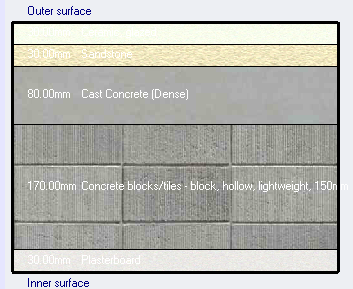 Outer surface
30.00mm Sandstone
80.00mm Cast Concrete (Dense)
170.00mm Concrete blocks/tiles - block, hollow, lightweight, 150mm
30.00mm Plasterboard
Inner surface